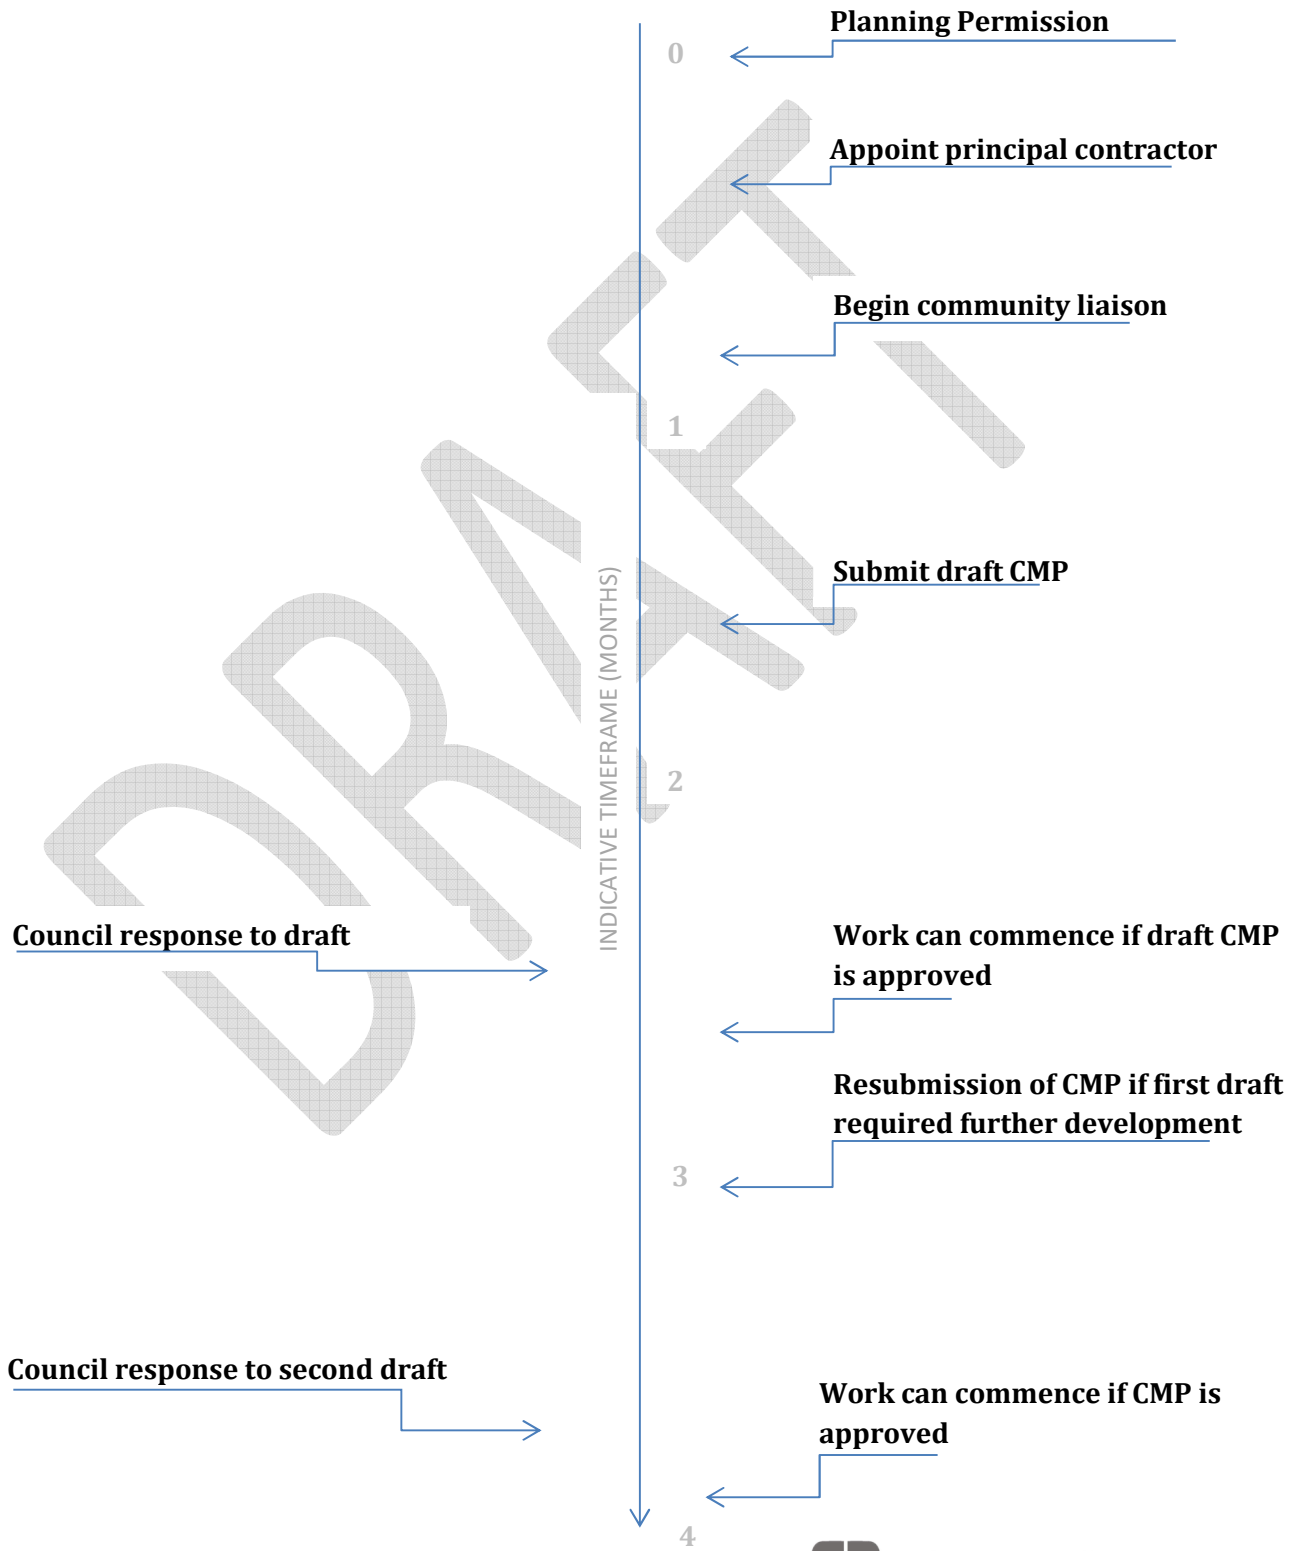 Planning Permission
0
Appoint principal contractor
Begin community liaison
1
Submit draft CMP
INDICATIVE TIMEFRAME (MONTHS)
2
Council response to draft
Work can commence if draft CMP
is approved
Resubmission of CMP if first draft
required further development
3
Council response to second draft
Work can commence if CMP is
approved
4
DRAFT